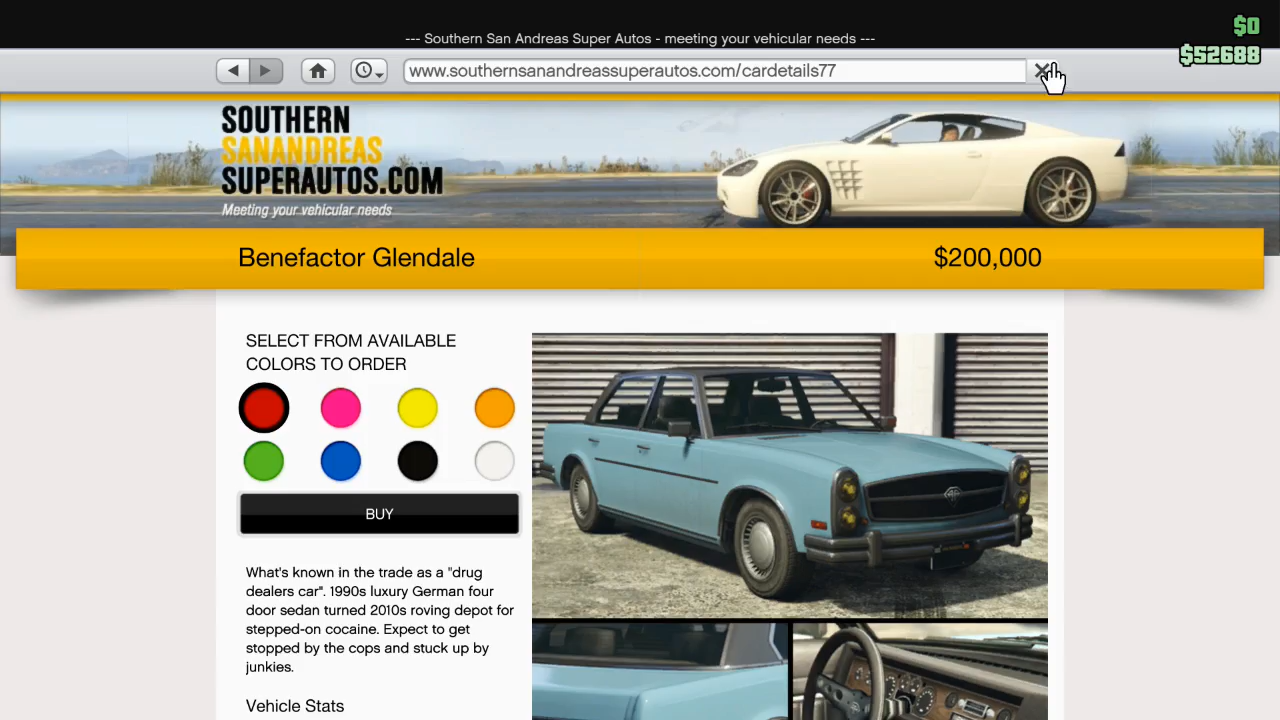 --- Southern San Andreas Super Autos - meeting your vehicular needs ---
$0
$52688
www.southernsanandreassuperautos.com/cardetails77
SOUTHERN
SANANDREAS
SUPERAUTOS.COM
Meeting your vehicular needs
Benefactor Glendale
$200,000
SELECT FROM AVAILABLE
COLORS TO ORDER
BUY
What's known in the trade as a "drug
dealers car". 1990s luxury German four
door sedan turned 2010s roving depot for
stepped-on cocaine. Expect to get
stopped by the cops and stuck up by
junkies.
Vehicle Stats